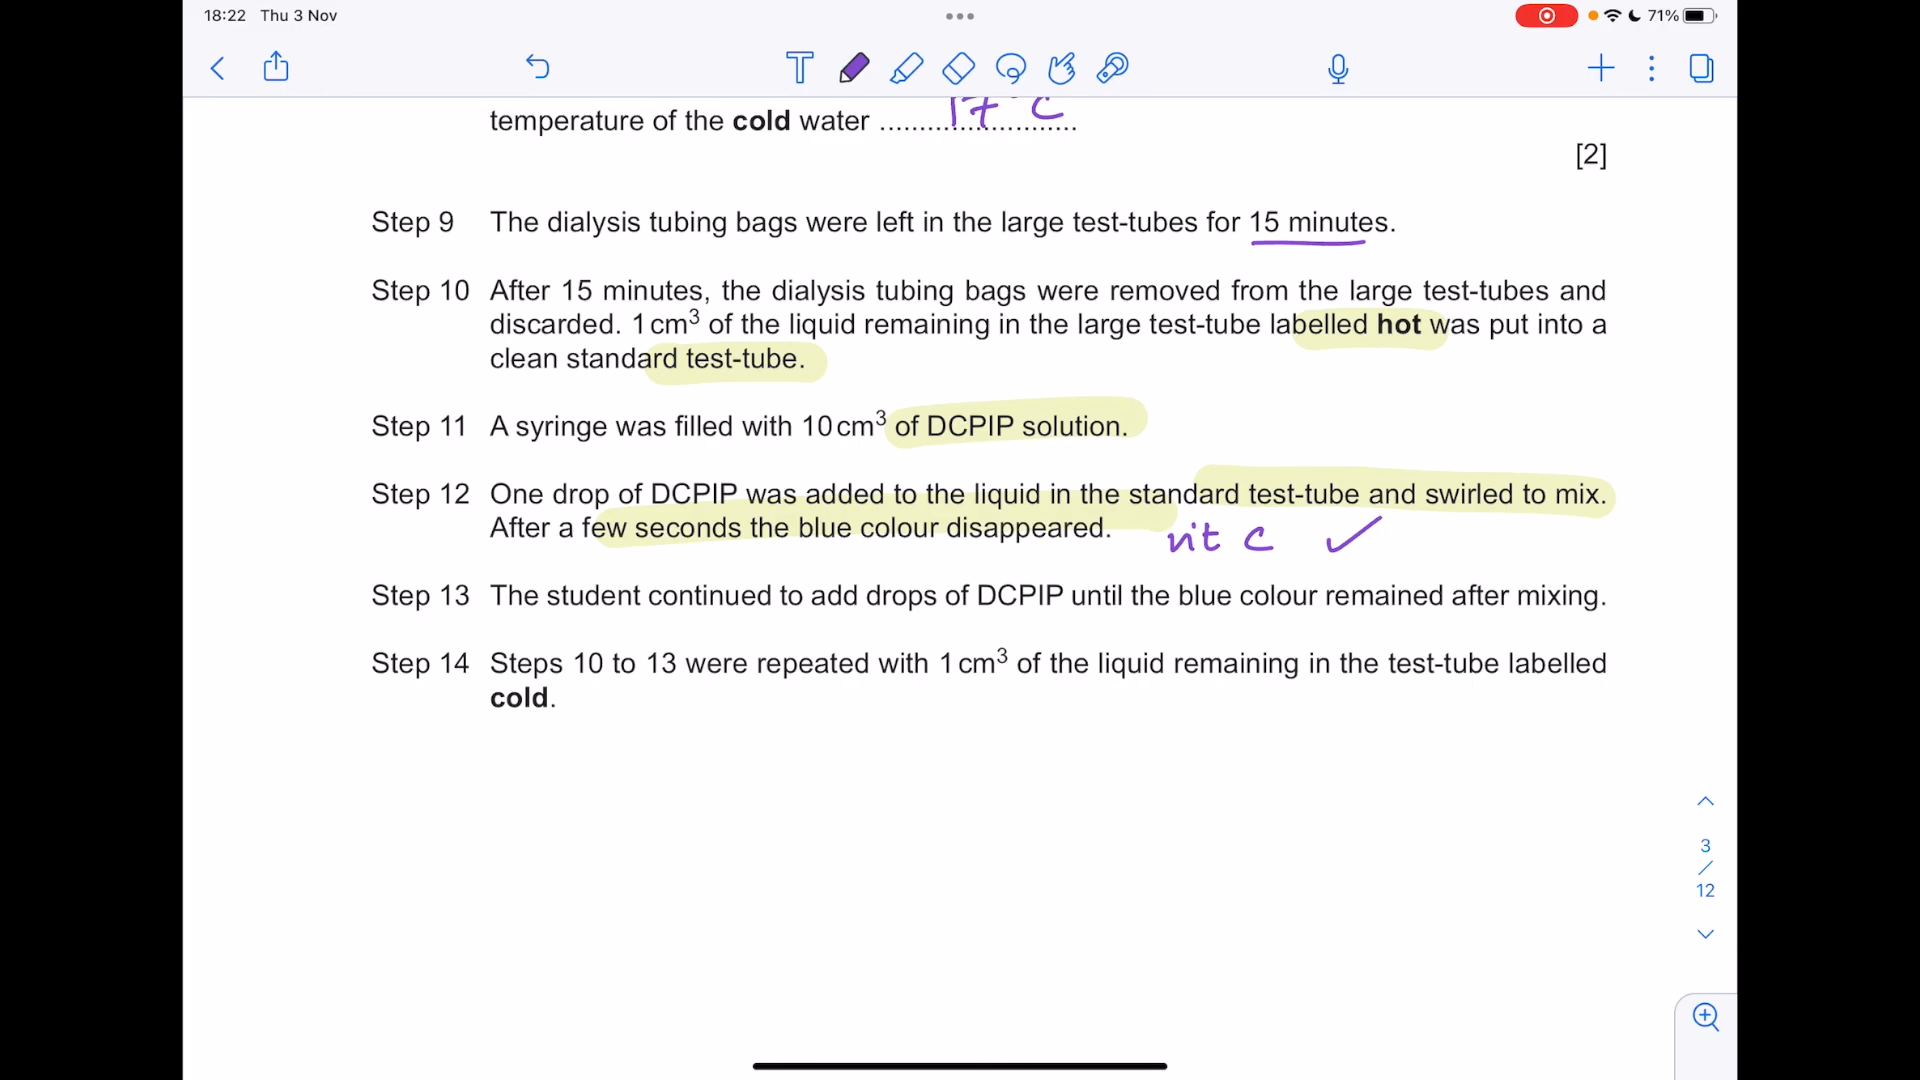 18:22 Thu 3 Nov
71%
temperature of the cold water ......................... 17°C
[2]
Step 9 The dialysis tubing bags were left in the large test-tubes for 15 minutes.
Step 10 After 15 minutes, the dialysis tubing bags were removed from the large test-tubes and
discarded. 1 cm³ of the liquid remaining in the large test-tube labelled hot was put into a
clean standard test-tube.
Step 11 A syringe was filled with 10 cm³ of DCPIP solution.
Step 12 One drop of DCPIP was added to the liquid in the standard test-tube and swirled to mix.
After a few seconds the blue colour disappeared.
vit C ✓
Step 13 The student continued to add drops of DCPIP until the blue colour remained after mixing.
Step 14 Steps 10 to 13 were repeated with 1 cm³ of the liquid remaining in the test-tube labelled
cold.
3
/
12